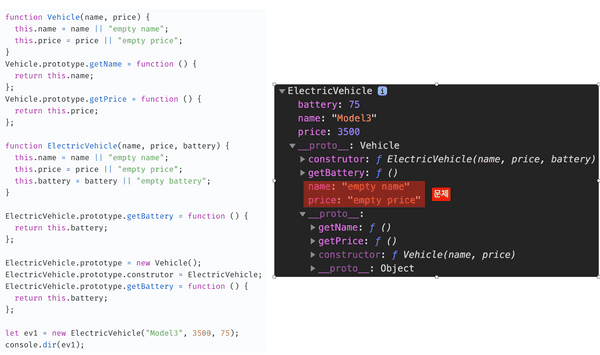 function Vehicle(name, price) {
this.name = name || "empty name";
this.price = price || "empty price";
}
Vehicle.prototype.getName = function () {
return this.name;
};
Vehicle.prototype.getPrice = function () {
return this.price;
};
function ElectricVehicle(name, price, battery) {
this.name = name || "empty name";
this.price = price || "empty price";
this.battery = battery || "empty battery";
}
ElectricVehicle.prototype.getBattery = function () {
return this.battery;
};
ElectricVehicle.prototype = new Vehicle();
ElectricVehicle.prototype.construtor = ElectricVehicle;
ElectricVehicle.prototype.getBattery = function () {
return this.battery;
};
let ev1 = new ElectricVehicle("Model3", 3500, 75);
console.dir(ev1);
▼ElectricVehicle i
battery: 75
name: "Model3"
price: 3500
▼__proto__: Vehicle
▶construtor: ƒ ElectricVehicle(name, price, battery)
▶getBattery: ƒ ()
name: "empty name"
price: "empty price"
문제
▼__proto__:
▶getName: ƒ ()
▶getPrice: ƒ ()
▶constructor: ƒ Vehicle(name, price)
▶__proto__: Object